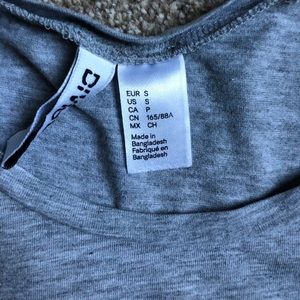 EUR S
US S
CA P
CN 165/88A
MX CH
Made in
Bangladesh
Fabriqué en
Bangladesh